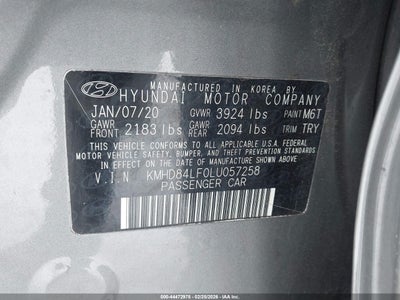 MANUFACTURED IN KOREA BY
HYUNDAI MOTOR COMPANY
JAN/07/20 GVWR 3924 lbs PAINT M6T
GAWR FRONT 2183 lbs GAWR REAR 2094 lbs TRIM TRY
THIS VEHICLE CONFORMS TO ALL APPLICABLE FEDERAL
MOTOR VEHICLE SAFETY, BUMPER, AND THEFT
PREVENTION STANDARDS IN EFFECT ON THE DATE
OF MANUFACTURE SHOWN ABOVE.
V.I.N. KMHD84LF0LU057258
PASSENGER CAR
500-44472975 - 02/25/2026 - IAA, Inc.